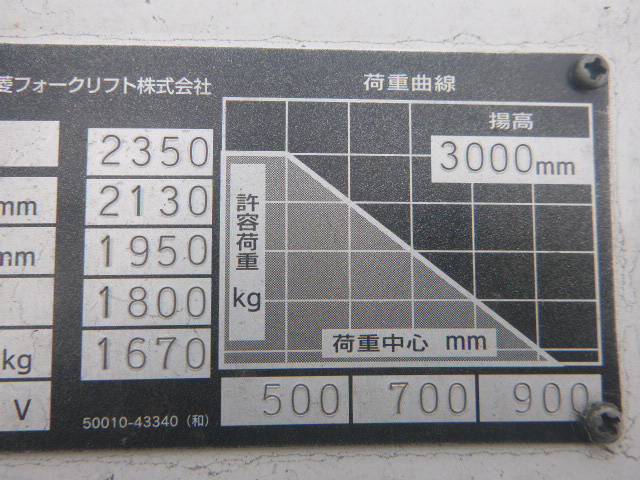 菱フォークリフト株式会社
荷重曲線
揚高
3000mm
2350
mm 2130
mm 1950
1800
kg 1670
V
許容荷重
kg
荷重中心 mm
500 700 900
50010-43340 (和)